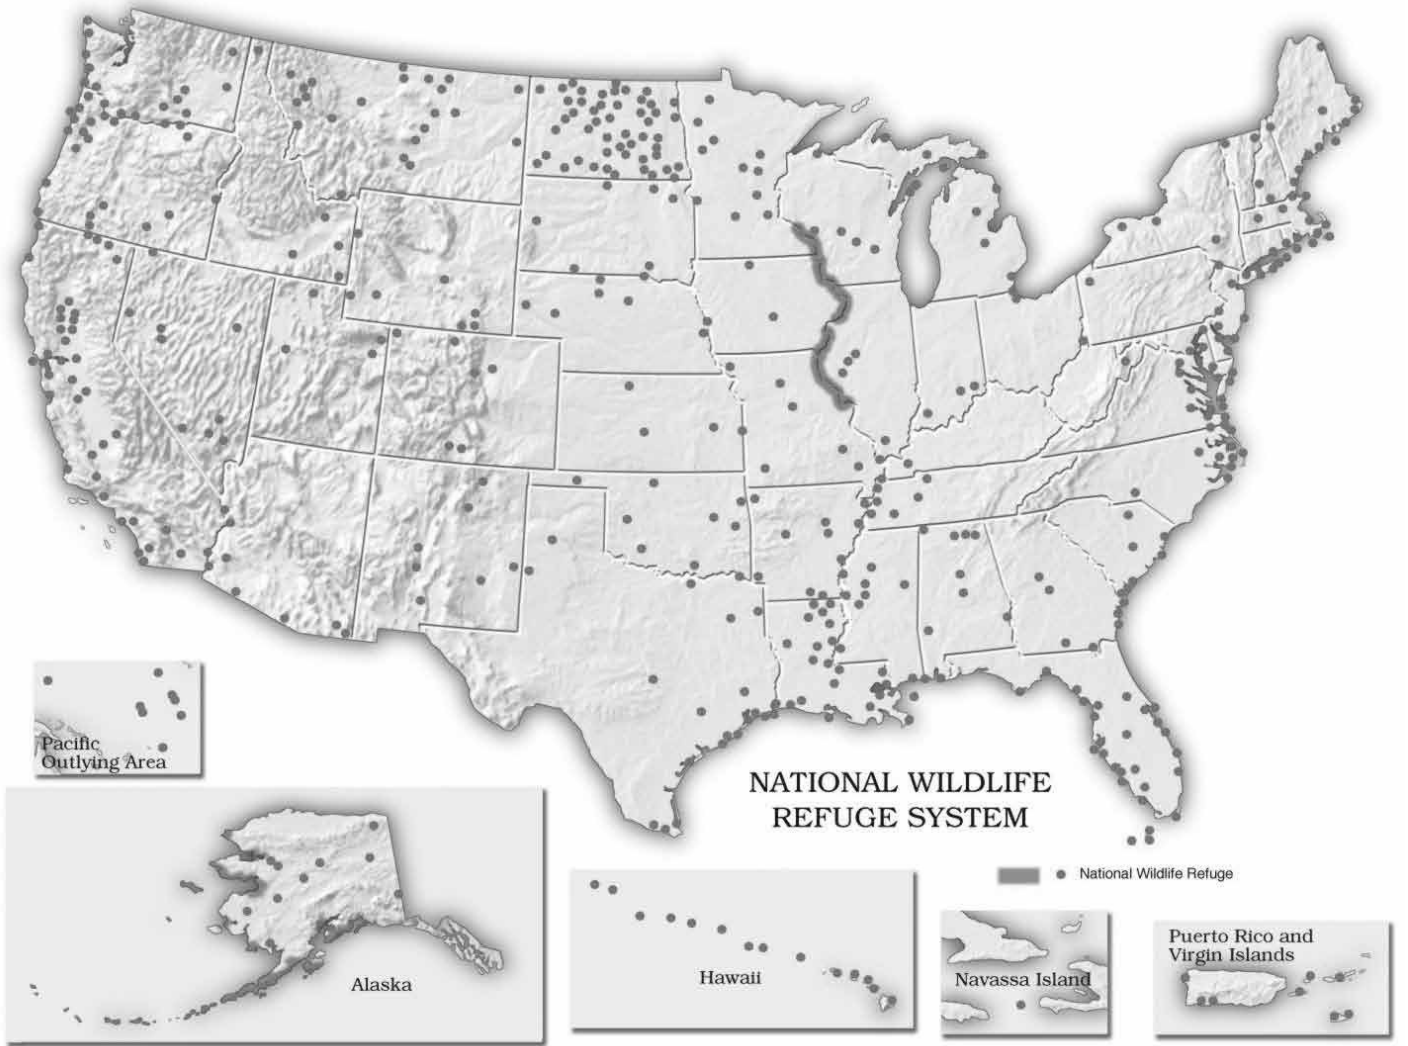 Pacific
Outlying Area
NATIONAL WILDLIFE
REFUGE SYSTEM
National Wildlife Refuge
Alaska
Hawaii
Navassa Island
Puerto Rico and
Virgin Islands